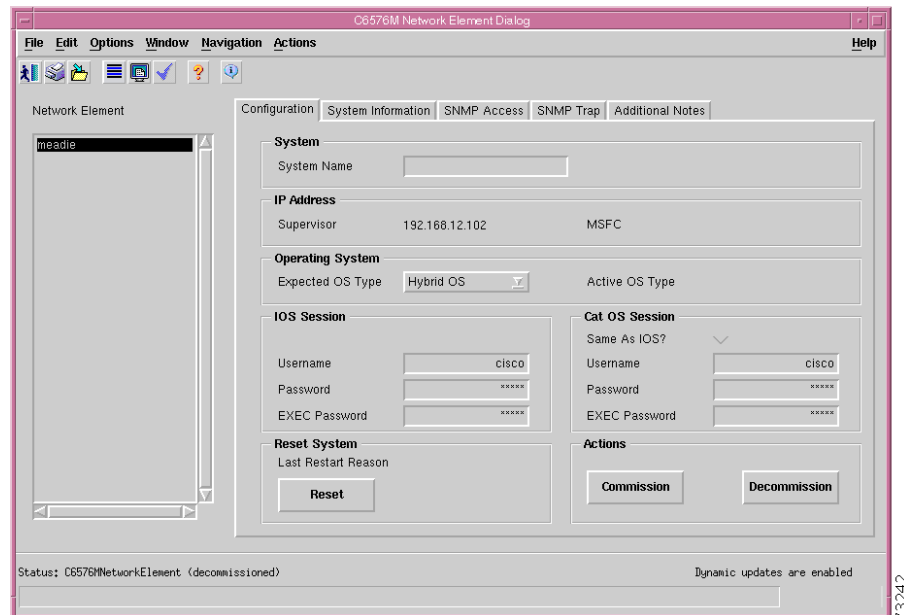 C6576M Network Element Dialog
File Edit Options Window Navigation Actions Help
Network Element
meadie
Configuration System Information SNMP Access SNMP Trap Additional Notes
System
System Name
IP Address
Supervisor 192.168.12.102 MSFC
Operating System
Expected OS Type Hybrid OS Active OS Type
IOS Session
Username cisco
Password *****
EXEC Password *****
Cat OS Session
Same As IOS?
Username cisco
Password *****
EXEC Password *****
Reset System
Last Restart Reason
Reset
Actions
Commission Decommission
Status: C6576MNetworkElement (decommissioned) Dynamic updates are enabled